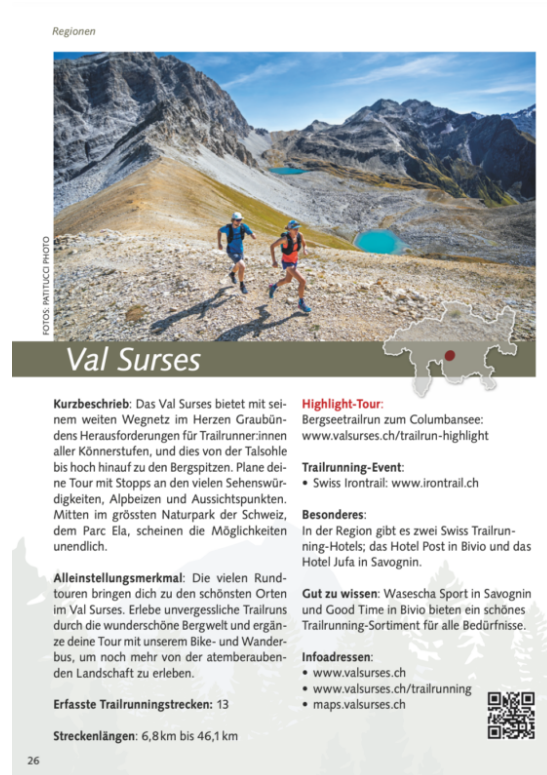 Regionen
FOTOS: PATITUCCI PHOTO
Val Surses
Kurzbeschrieb: Das Val Surses bietet mit sei-
nem weiten Wegnetz im Herzen Graubün-
dens Herausforderungen für Trailrunner:innen
aller Könnerstufen, und dies von der Talsohle
bis hoch hinauf zu den Bergspitzen. Plane dei-
ne Tour mit Stopps an den vielen Sehenswür-
digkeiten, Alpbeizen und Aussichtspunkten.
Mitten im grössten Naturpark der Schweiz,
dem Parc Ela, scheinen die Möglichkeiten
unendlich.
Alleinstellungsmerkmal: Die vielen Rund-
touren bringen dich zu den schönsten Orten
im Val Surses. Erlebe unvergessliche Trailruns
durch die wunderschöne Bergwelt und ergän-
ze deine Tour mit unserem Bike- und Wander-
bus, um noch mehr von der atemberauben-
den Landschaft zu erleben.
Erfasste Trailrunningstrecken: 13
Streckenlängen: 6,8 km bis 46,1 km
Highlight-Tour:
Bergseetrailrun zum Columbansee:
www.valsurses.ch/trailrun-highlight
Trailrunning-Event:
• Swiss Irontrail: www.irontrail.ch
Besonderes:
In der Region gibt es zwei Swiss Trailrun-
ning-Hotels; das Hotel Post in Bivio und das
Hotel Jufa in Savognin.
Gut zu wissen: Wasescha Sport in Savognin
und Good Time in Bivio bieten ein schönes
Trailrunning-Sortiment für alle Bedürfnisse.
Infoadressen:
• www.valsurses.ch
• www.valsurses.ch/trailrunning
• maps.valsurses.ch
26